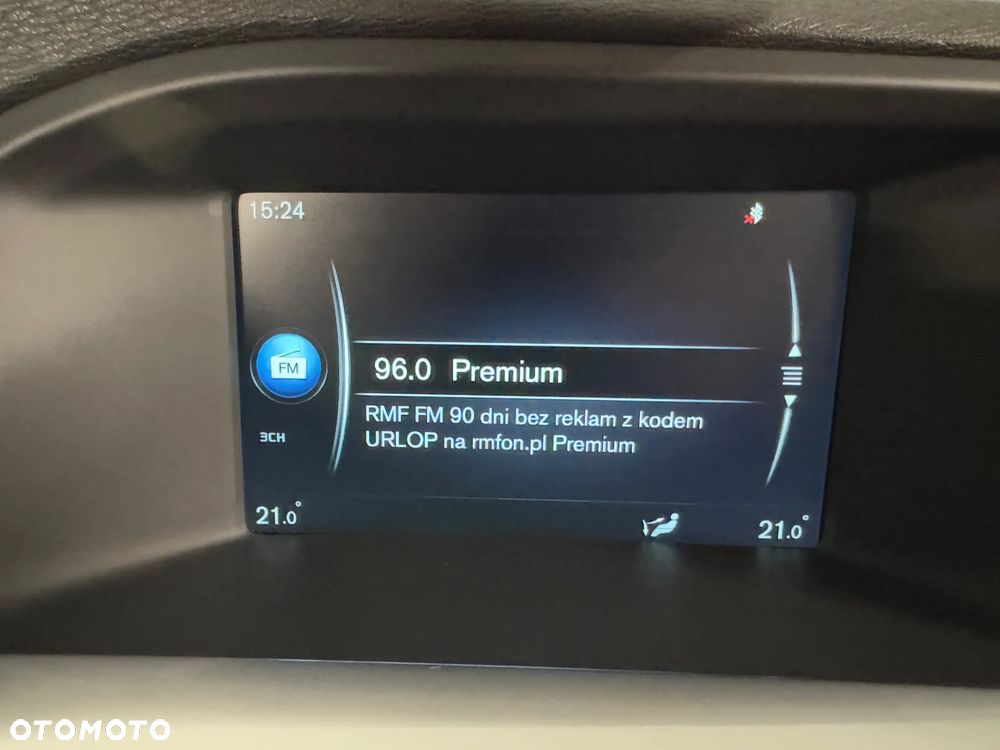 15:24
FM
96.0 Premium
RMF FM 90 dni bez reklam z kodem
URLOP na rmfon.pl Premium
3CH
21.0°
21.0°
OTOMOTO